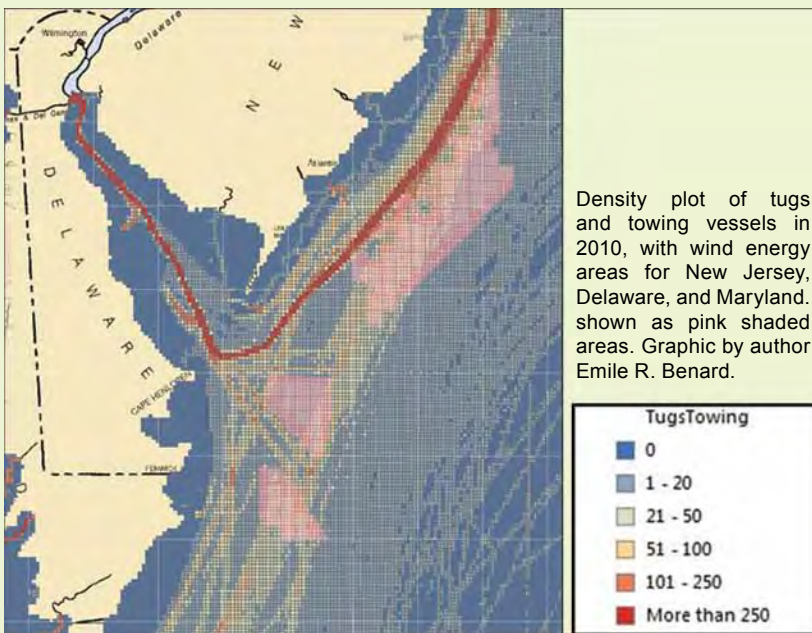 Wilmington
Delaware
N E W
Atlantic
D E L A W A R E
CAPE HENLOPEN
FENWICK
Density plot of tugs
and towing vessels in
2010, with wind energy
areas for New Jersey,
Delaware, and Maryland.
shown as pink shaded
areas. Graphic by author
Emile R. Benard.
TugsTowing
0
1 - 20
21 - 50
51 - 100
101 - 250
More than 250